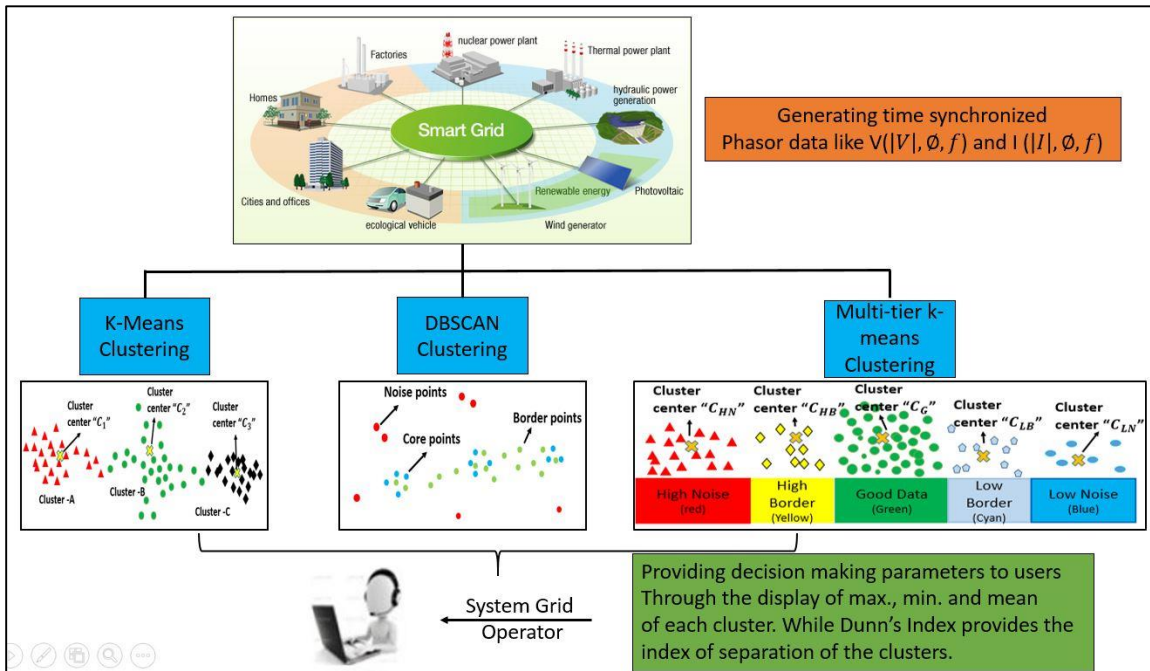 nuclear power plant
Factories
Thermal power plant
Homes
hydraulic power
generation
Smart Grid
Renewable energy
Photovoltaic
Cities and offices
ecological vehicle
Wind generator
Generating time synchronized
Phasor data like V(|V|, ∅, f) and I (|I|, ∅, f)
K-Means
Clustering
DBSCAN
Clustering
Multi-tier k-
means
Clustering
Cluster
center “C₁”
Cluster
center “C₂”
Cluster
center “C₃”
Cluster -A
Cluster -B
Cluster -C
Noise points
Border points
Core points
Cluster
center “C_HN”
Cluster
center “C_HB”
Cluster
center “C_G”
Cluster
center “C_LB”
Cluster
center “C_LN”
High Noise
(red)
High
Border
(Yellow)
Good Data
(Green)
Low
Border
(Cyan)
Low Noise
(Blue)
System Grid
Operator
Providing decision making parameters to users
Through the display of max., min. and mean
of each cluster. While Dunn’s Index provides the
index of separation of the clusters.